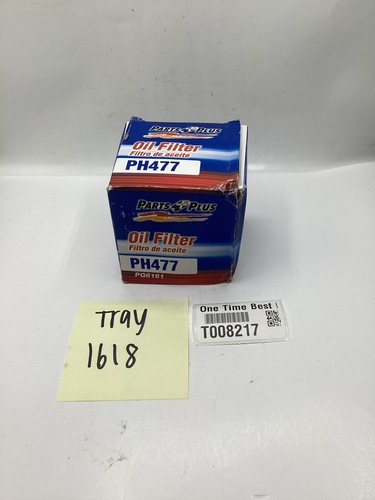 PARTS PLUS
Oil Filter
Filtro de aceite
PH477
PARTS PLUS
Oil Filter
Filtro de aceite
PH477
PG8161
One Time Best
T008217
TTay
1618